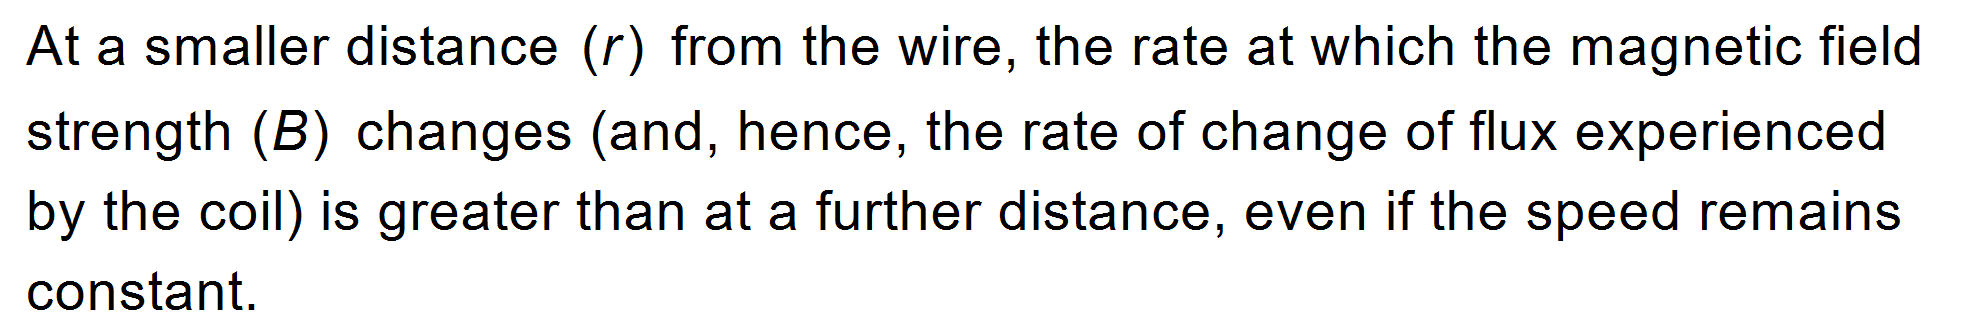 At a smaller distance (r) from the wire, the rate at which the magnetic field
strength (B) changes (and, hence, the rate of change of flux experienced
by the coil) is greater than at a further distance, even if the speed remains
constant.